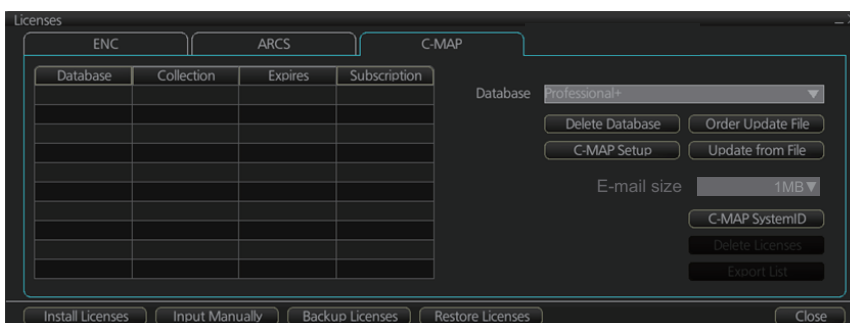 Licenses
ENC ARCS C-MAP
Database Collection Expires Subscription
Database Professional+
Delete Database Order Update File
C-MAP Setup Update from File
E-mail size 1MB
C-MAP SystemID
Delete Licenses
Export List
Install Licenses Input Manually Backup Licenses Restore Licenses Close